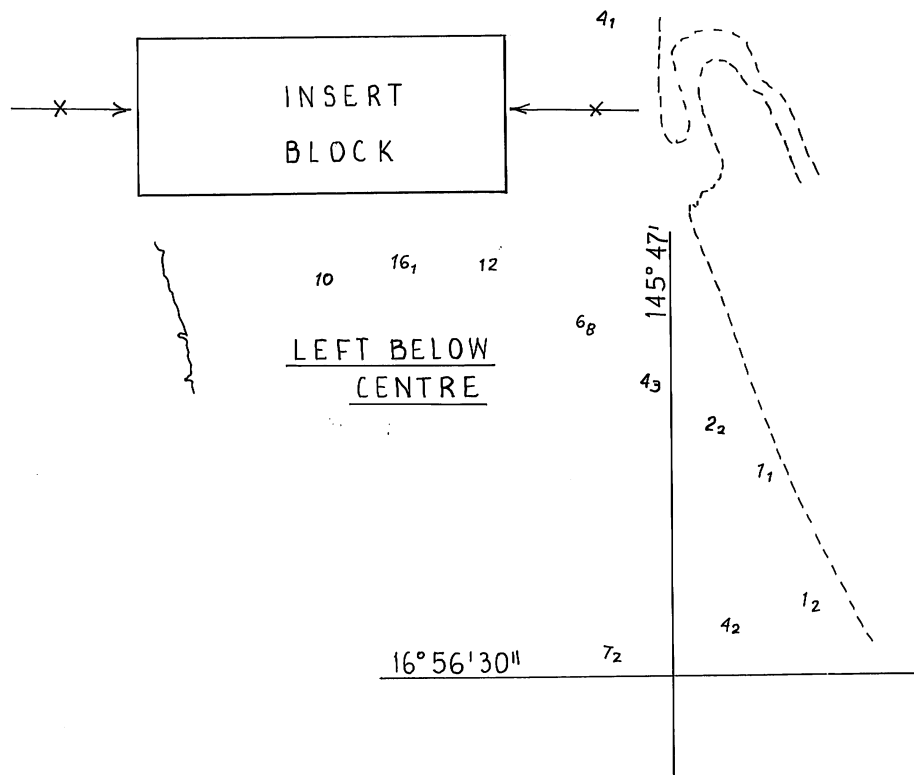 4₁
INSERT
BLOCK
145° 47'
10 16₁ 12
6₈
LEFT BELOW
CENTRE
4₃
2₂
1₁
1₂
4₂
16° 56' 30" 7₂